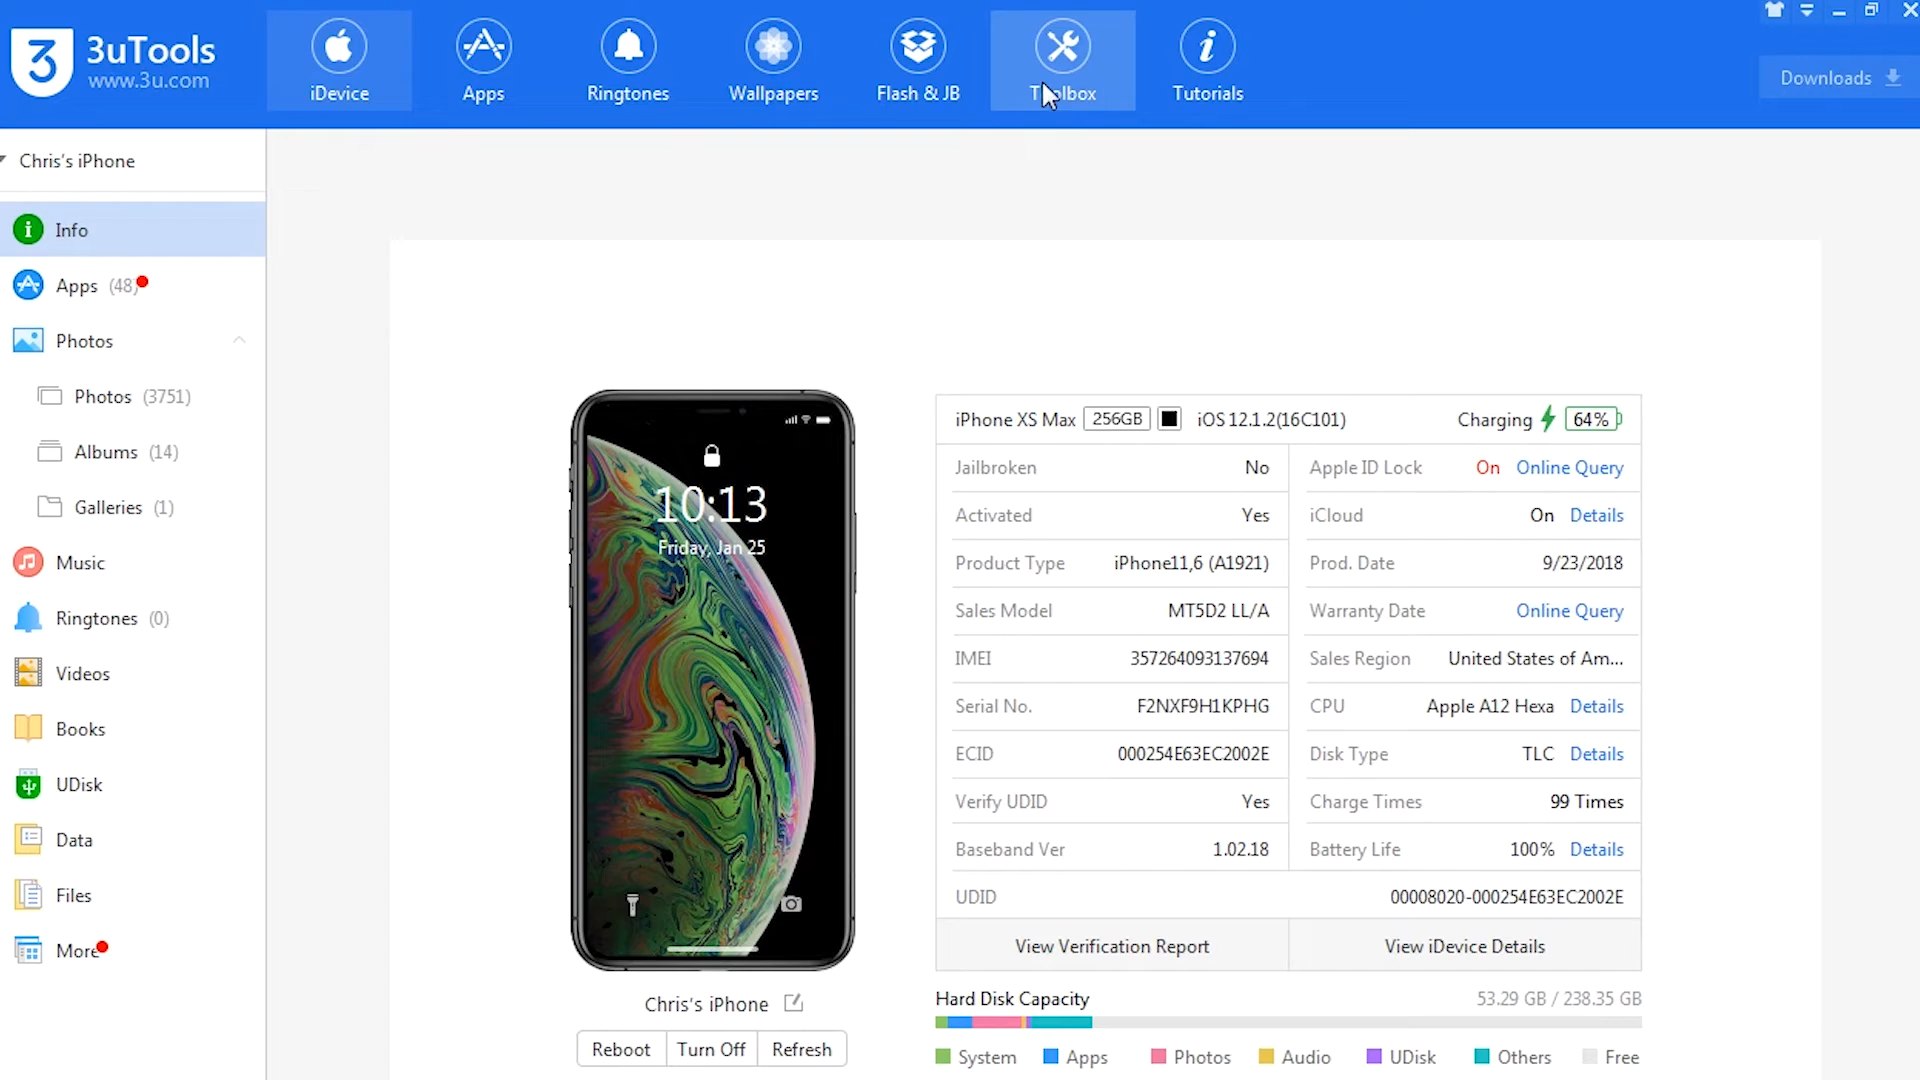 3 3uTools
www.3u.com
iDevice
Apps
Ringtones
Wallpapers
Flash & JB
Toolbox
Tutorials
Downloads
Chris's iPhone
Info
Apps (48)
Photos
Photos (3751)
Albums (14)
Galleries (1)
Music
Ringtones (0)
Videos
Books
UDisk
Data
Files
More
10:13
Friday, Jan 25
Chris's iPhone
Reboot Turn Off Refresh
iPhone XS Max 256GB iOS 12.1.2(16C101) Charging 64%
Jailbroken No Apple ID Lock On Online Query
Activated Yes iCloud On Details
Product Type iPhone11,6 (A1921) Prod. Date 9/23/2018
Sales Model MT5D2 LL/A Warranty Date Online Query
IMEI 357264093137694 Sales Region United States of Am...
Serial No. F2NXF9H1KPHG CPU Apple A12 Hexa Details
ECID 000254E63EC2002E Disk Type TLC Details
Verify UDID Yes Charge Times 99 Times
Baseband Ver 1.02.18 Battery Life 100% Details
UDID 00008020-000254E63EC2002E
View Verification Report View iDevice Details
Hard Disk Capacity 53.29 GB / 238.35 GB
System Apps Photos Audio UDisk Others Free